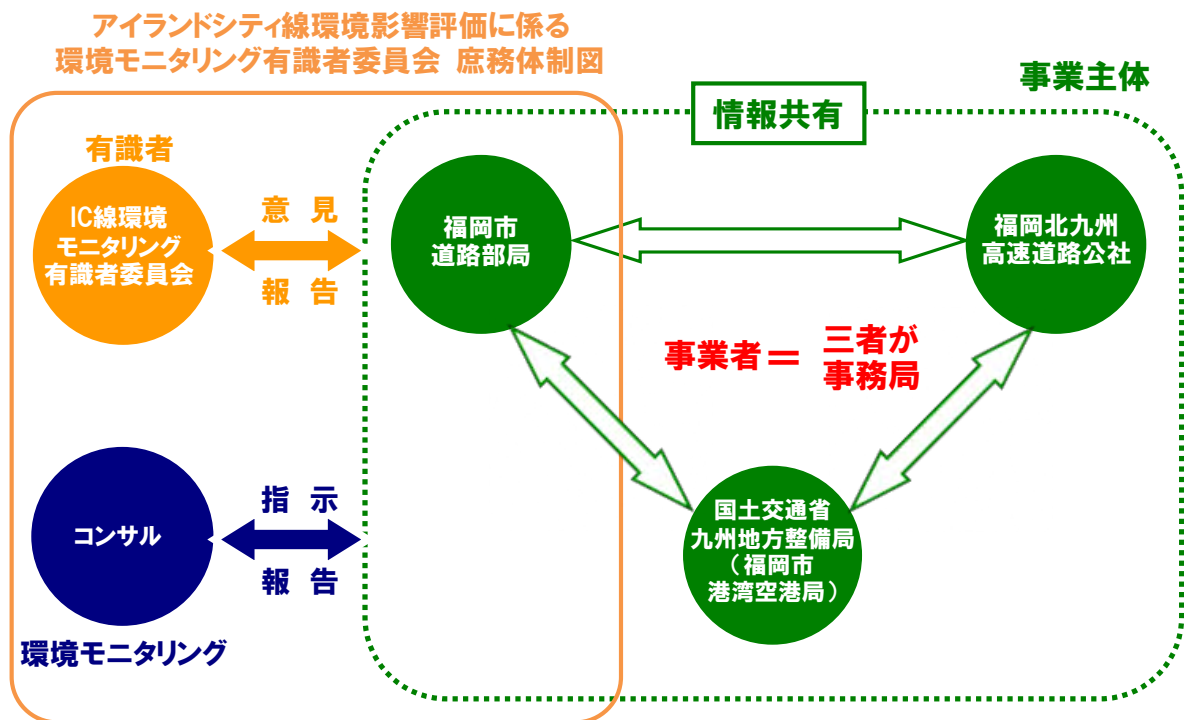 アイランドシティ線環境影響評価に係る
環境モニタリング有識者委員会 庶務体制図
事業主体
情報共有
有識者
IC線環境
モニタリング
有識者委員会
意 見
報 告
福岡市
道路部局
福岡北九州
高速道路公社
事業者＝
三者が
事務局
コンサル
指 示
報 告
環境モニタリング
国土交通省
九州地方整備局
（福岡市
港湾空港局）